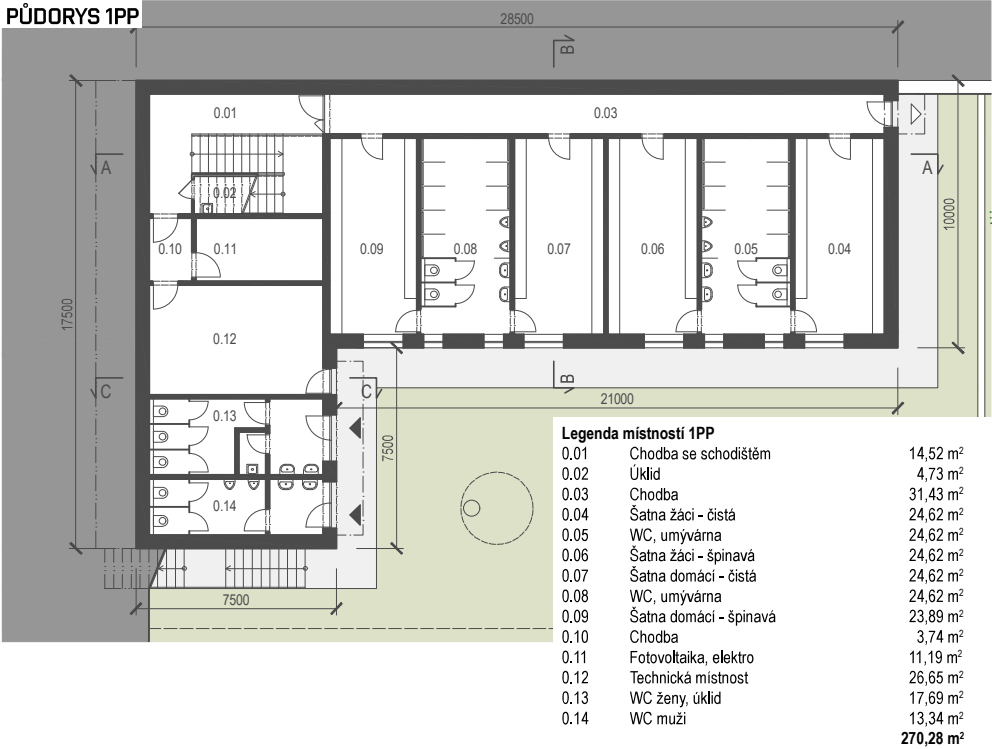 PŮDORYS 1PP
28500
B
0.01
0.03
A
A
0.02
10000
0.10
0.11
0.09
0.08
0.07
0.06
0.05
0.04
17500
0.12
B
C
C
21000
0.13
7500
0.14
7500
Legenda místností 1PP
0.01 Chodba se schodištěm 14,52 m²
0.02 Úklid 4,73 m²
0.03 Chodba 31,43 m²
0.04 Šatna žáci - čistá 24,62 m²
0.05 WC, umývárna 24,62 m²
0.06 Šatna žáci - špinavá 24,62 m²
0.07 Šatna domácí - čistá 24,62 m²
0.08 WC, umývárna 24,62 m²
0.09 Šatna domácí - špinavá 23,89 m²
0.10 Chodba 3,74 m²
0.11 Fotovoltaika, elektro 11,19 m²
0.12 Technická místnost 26,65 m²
0.13 WC ženy, úklid 17,69 m²
0.14 WC muži 13,34 m²
270,28 m²